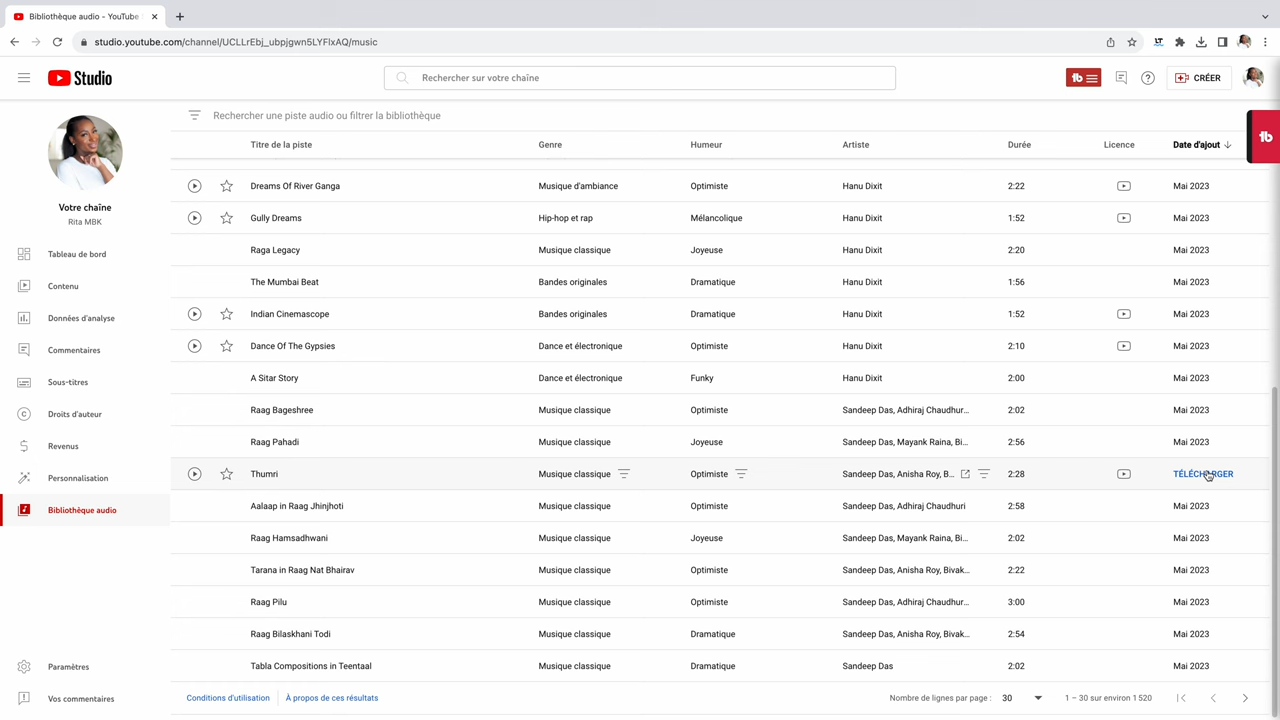 Bibliothèque audio - YouTube
studio.youtube.com/channel/UCLLrEbj_ubpjgwn5LYFlxAQ/music
Studio
Rechercher sur votre chaîne
tb
CRÉER
Rechercher une piste audio ou filtrer la bibliothèque
tb
Titre de la piste Genre Humeur Artiste Durée Licence Date d'ajout
Votre chaîne
Rita MBK
Tableau de bord
Contenu
Données d'analyse
Commentaires
Sous-titres
Droits d'auteur
Revenus
Personnalisation
Bibliothèque audio
Paramètres
Vos commentaires
Dreams Of River Ganga Musique d'ambiance Optimiste Hanu Dixit 2:22 Mai 2023
Gully Dreams Hip-hop et rap Mélancolique Hanu Dixit 1:52 Mai 2023
Raga Legacy Musique classique Joyeuse Hanu Dixit 2:20 Mai 2023
The Mumbai Beat Bandes originales Dramatique Hanu Dixit 1:56 Mai 2023
Indian Cinemascope Bandes originales Dramatique Hanu Dixit 1:52 Mai 2023
Dance Of The Gypsies Dance et électronique Optimiste Hanu Dixit 2:10 Mai 2023
A Sitar Story Dance et électronique Funky Hanu Dixit 2:00 Mai 2023
Raag Bageshree Musique classique Optimiste Sandeep Das, Adhiraj Chaudhur... 2:02 Mai 2023
Raag Pahadi Musique classique Joyeuse Sandeep Das, Mayank Raina, Bi... 2:56 Mai 2023
Thumri Musique classique Optimiste Sandeep Das, Anisha Roy, B... 2:28 TÉLÉCHARGER
Aalaap in Raag Jhinjhoti Musique classique Optimiste Sandeep Das, Adhiraj Chaudhuri 2:58 Mai 2023
Raag Hamsadhwani Musique classique Joyeuse Sandeep Das, Mayank Raina, Bi... 2:02 Mai 2023
Tarana in Raag Nat Bhairav Musique classique Optimiste Sandeep Das, Anisha Roy, Bivak... 2:22 Mai 2023
Raag Pilu Musique classique Optimiste Sandeep Das, Adhiraj Chaudhur... 3:00 Mai 2023
Raag Bilaskhani Todi Musique classique Dramatique Sandeep Das, Anisha Roy, Bivak... 2:54 Mai 2023
Tabla Compositions in Teentaal Musique classique Dramatique Sandeep Das 2:02 Mai 2023
Conditions d'utilisation À propos de ces résultats Nombre de lignes par page : 30 1 – 30 sur environ 1 520